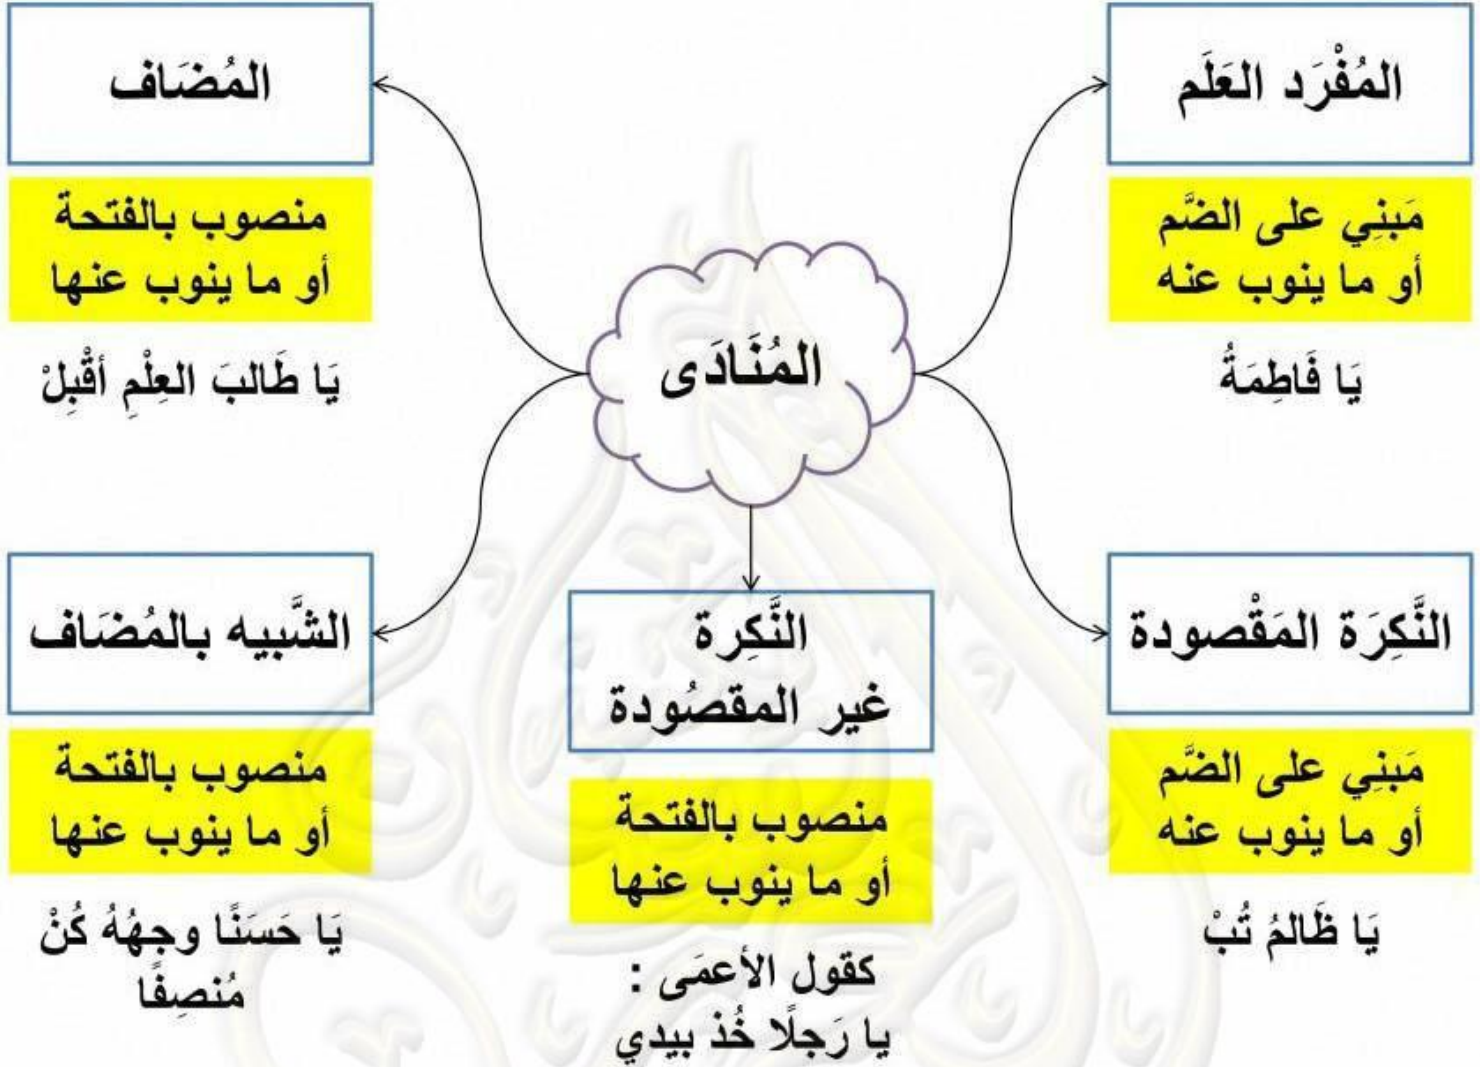 المُنَادَى
المُفْرَد العَلَم
مَبنِي على الضَّم
أو ما ينوب عنه
يَا فَاطِمَةُ
النَّكِرَة المَقْصودة
مَبنِي على الضَّم
أو ما ينوب عنه
يَا ظَالمُ تُبْ
النَّكِرة
غير المقصُودة
منصوب بالفتحة
أو ما ينوب عنها
كقول الأعمَى :
يا رَجلًا خُذ بيدي
المُضَاف
منصوب بالفتحة
أو ما ينوب عنها
يَا طَالبَ العِلْمِ أقْبِلْ
الشَّبيه بالمُضَاف
منصوب بالفتحة
أو ما ينوب عنها
يَا حَسَنًا وجهُهُ كُنْ
مُنصِفًا